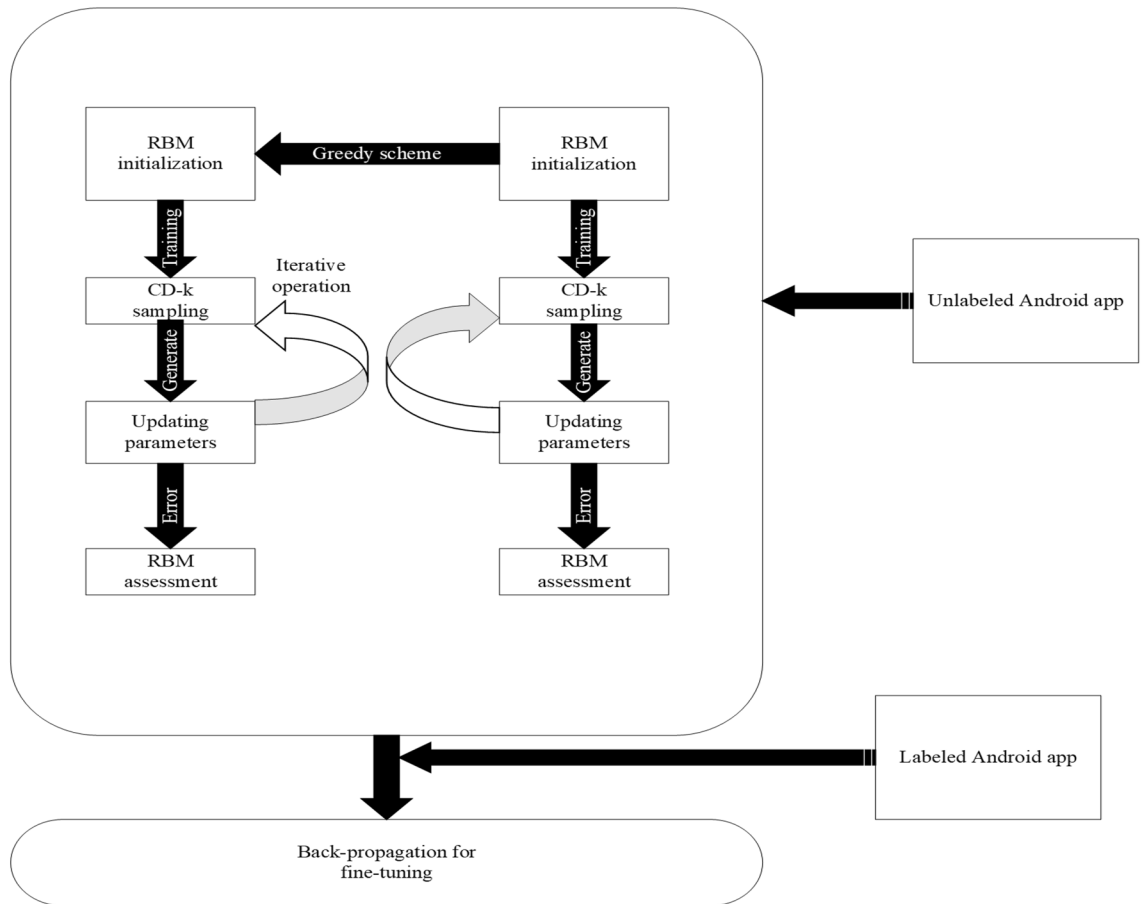 RBM
initialization
Greedy scheme
RBM
initialization
Training
Training
Iterative
operation
CD-k
sampling
CD-k
sampling
Unlabeled Android app
Generate
Generate
Updating
parameters
Updating
parameters
Error
Error
RBM
assessment
RBM
assessment
Labeled Android app
Back-propagation for
fine-tuning